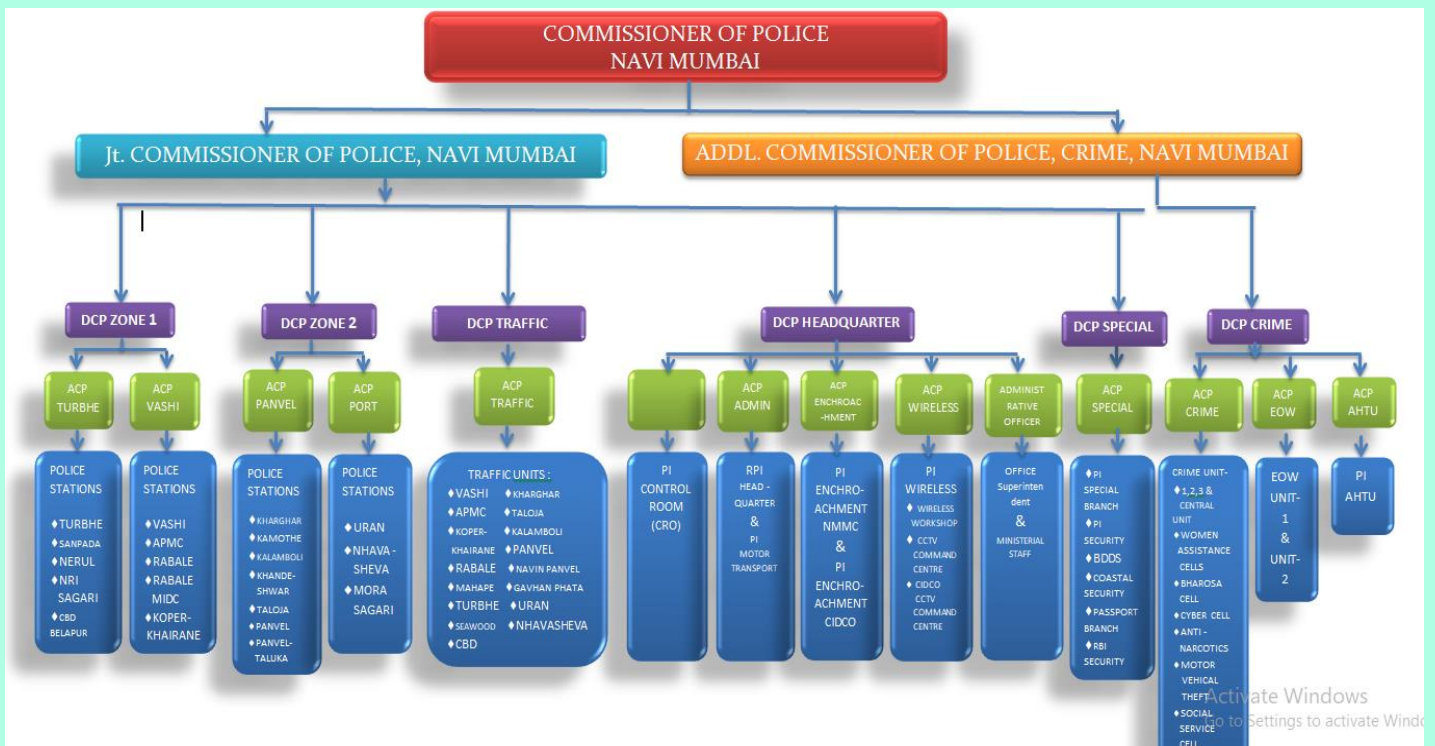 COMMISSIONER OF POLICE
NAVI MUMBAI
Jt. COMMISSIONER OF POLICE, NAVI MUMBAI
ADDL. COMMISSIONER OF POLICE, CRIME, NAVI MUMBAI
DCP ZONE 1
DCP ZONE 2
DCP TRAFFIC
DCP HEADQUARTER
DCP SPECIAL
DCP CRIME
ACP
TURBHE
ACP
VASHI
ACP
PANVEL
ACP
PORT
ACP
TRAFFIC
ACP
ADMIN
ACP
ENCHROAC
-HMENT
ACP
WIRELESS
ADMINIST
RATIVE
OFFICER
ACP
SPECIAL
ACP
CRIME
ACP
EOW
ACP
AHTU
POLICE
STATIONS
♦TURBHE
♦SANPADA
♦NERUL
♦NRI
SAGARI
♦CBD
BELAPUR
POLICE
STATIONS
♦VASHI
♦APMC
♦RABALE
♦RABALE
MIDC
♦KOPER-
KHAIRANE
POLICE
STATIONS
♦KHARGHAR
♦KAMOTHE
♦KALAMBOLI
♦KHANDE-
SHWAR
♦TALOJA
♦PANVEL
♦PANVEL-
TALUKA
POLICE
STATIONS
♦URAN
♦NHAVA -
SHEVA
♦MORA
SAGARI
TRAFFIC UNITS :
♦VASHI ♦KHARGHAR
♦APMC ♦TALOJA
♦KOPER- ♦KALAMBOLI
KHAIRANE ♦PANVEL
♦RABALE ♦NAVIN PANVEL
♦MAHAPE ♦GAVHAN PHATA
♦TURBHE ♦URAN
♦SEAWOOD ♦NHAVASHEVA
♦CBD
PI
CONTROL
ROOM
(CRO)
RPI
HEAD -
QUARTER
&
PI
MOTOR
TRANSPORT
PI
ENCHRO-
ACHMENT
NMMC
&
PI
ENCHRO-
ACHMENT
CIDCO
PI
WIRELESS
♦ WIRELESS
WORKSHOP
♦ CCTV
COMMAND
CENTRE
♦ CIDCO
CCTV
COMMAND
CENTRE
OFFICE
Superinten
dent
&
MINISTERIAL
STAFF
♦PI
SPECIAL
BRANCH
♦PI
SECURITY
♦BDDS
♦COASTAL
SECURITY
♦PASSPORT
BRANCH
♦RBI
SECURITY
CRIME UNIT-
♦1,2,3 &
CENTRAL
UNIT
♦WOMEN
ASSISTANCE
CELLS
♦BHAROSA
CELL
♦CYBER CELL
♦ANTI -
NARCOTICS
♦MOTOR
VEHICAL
THEFT
♦SOCIAL
SERVICE
CELL
EOW
UNIT-
1
&
UNIT-
2
PI
AHTU
Activate Windows
Go to Settings to activate